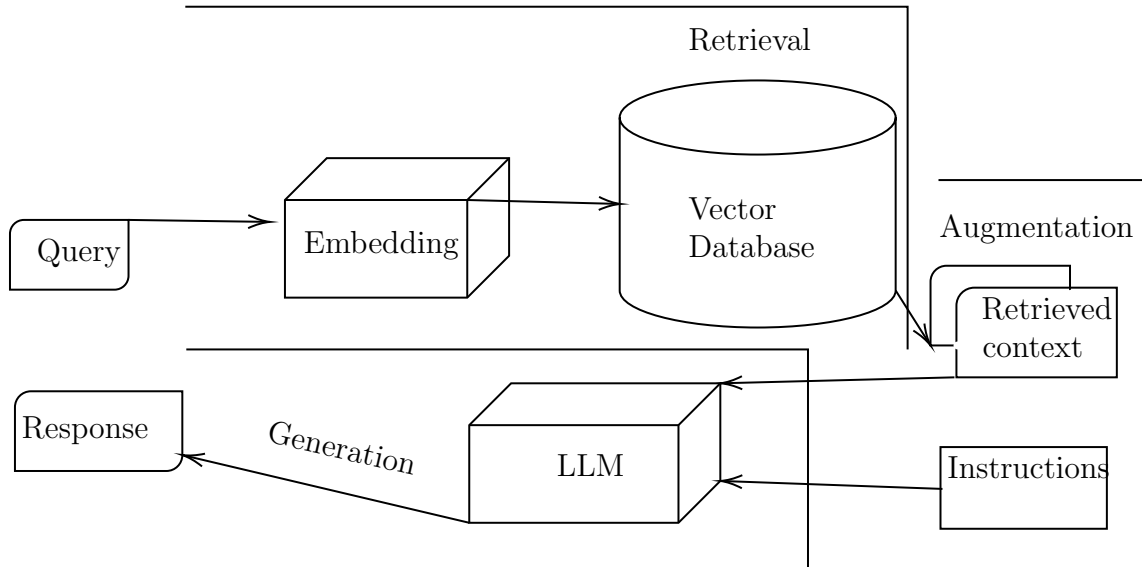 Retrieval
Query
Embedding
Vector
Database
Augmentation
Retrieved
context
Response
Generation
LLM
Instructions